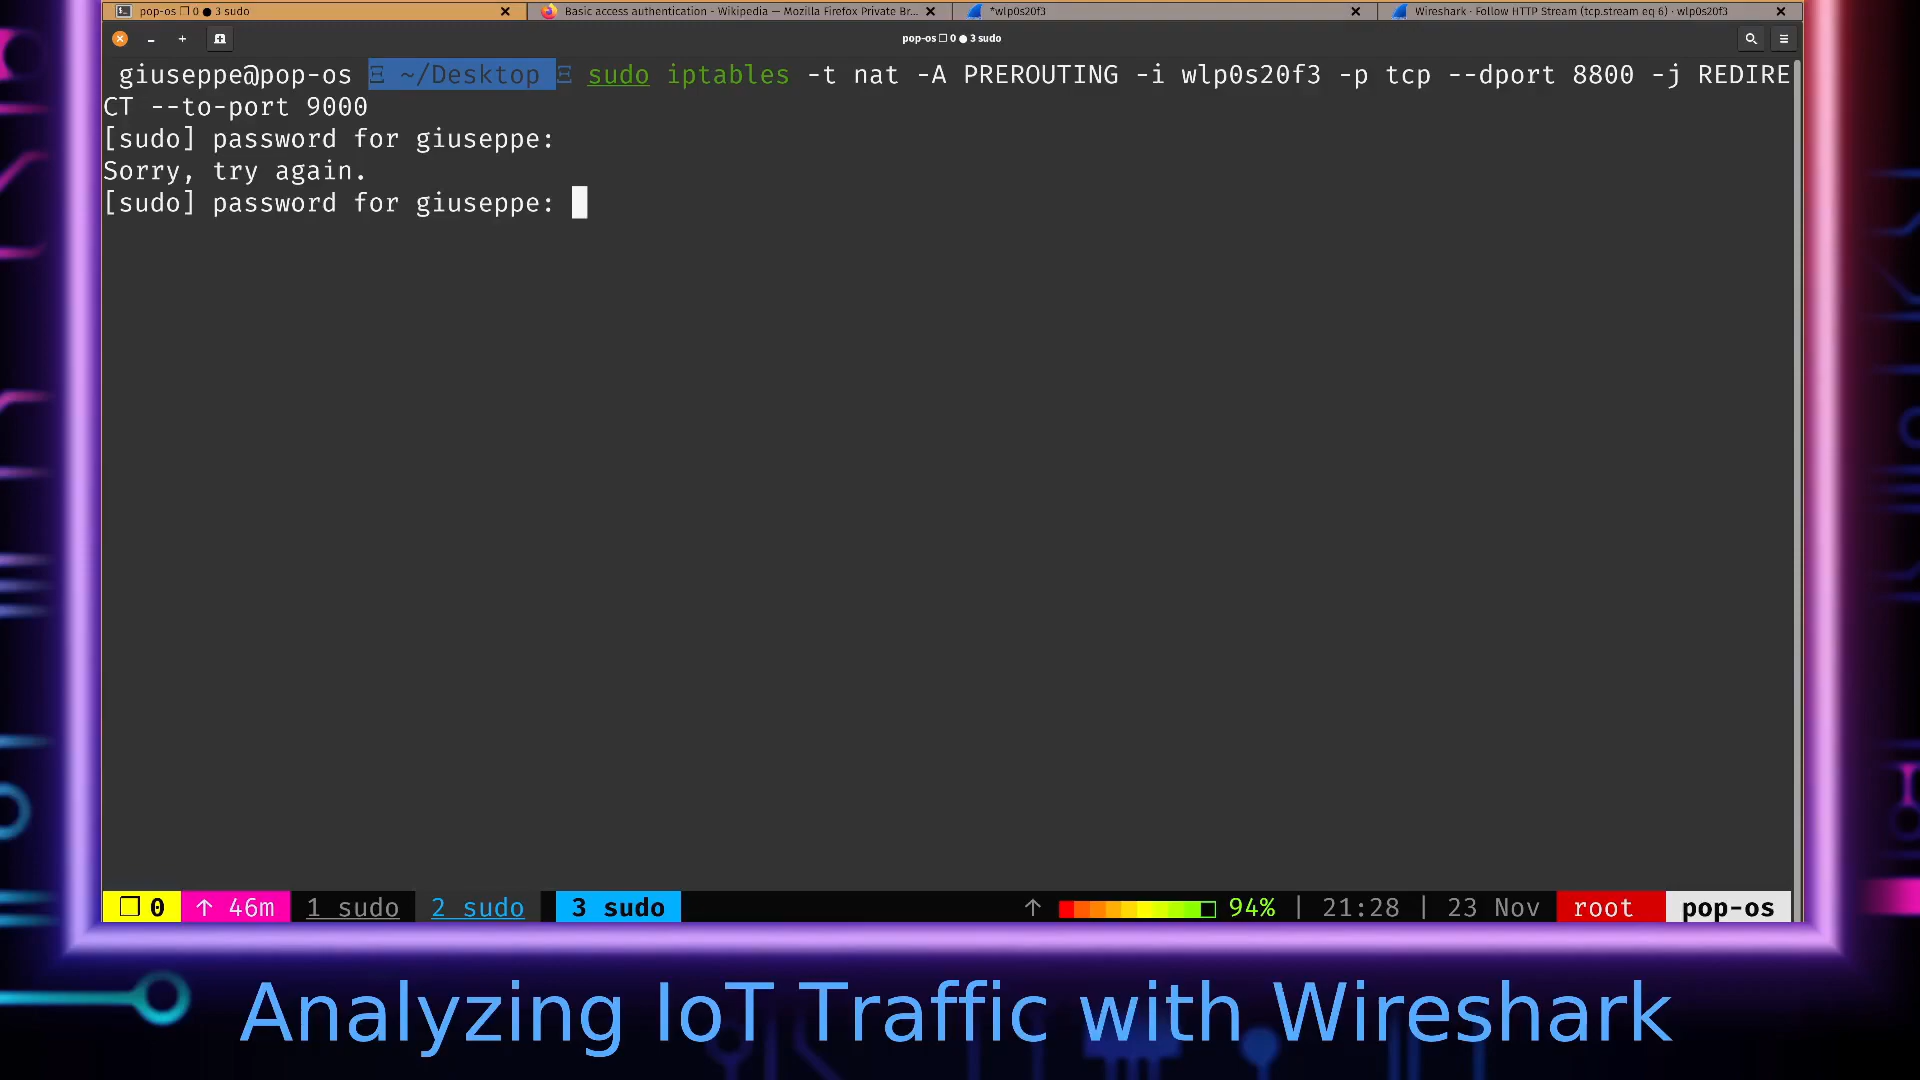 pop-os ❐ 0 ● 3 sudo
Basic access authentication - Wikipedia — Mozilla Firefox Private Br...
*wlp0s20f3
Wireshark · Follow HTTP Stream (tcp.stream eq 6) · wlp0s20f3
pop-os ❐ 0 ● 3 sudo
giuseppe@pop-os ~/Desktop sudo iptables -t nat -A PREROUTING -i wlp0s20f3 -p tcp --dport 8800 -j REDIRE
CT --to-port 9000
[sudo] password for giuseppe:
Sorry, try again.
[sudo] password for giuseppe:
❐ 0 ↑ 46m 1 sudo 2 sudo 3 sudo ↑ 94% | 21:28 | 23 Nov root pop-os
Analyzing IoT Traffic with Wireshark